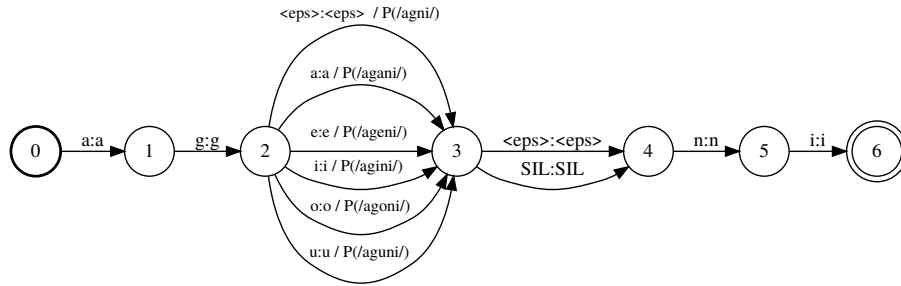 <eps>:<eps> / P(/agni/)
a:a / P(/agani/)
e:e / P(/ageni/)
i:i / P(/agini/)
o:o / P(/agoni/)
u:u / P(/aguni/)
0
a:a
1
g:g
2
3
<eps>:<eps>
SIL:SIL
4
n:n
5
i:i
6